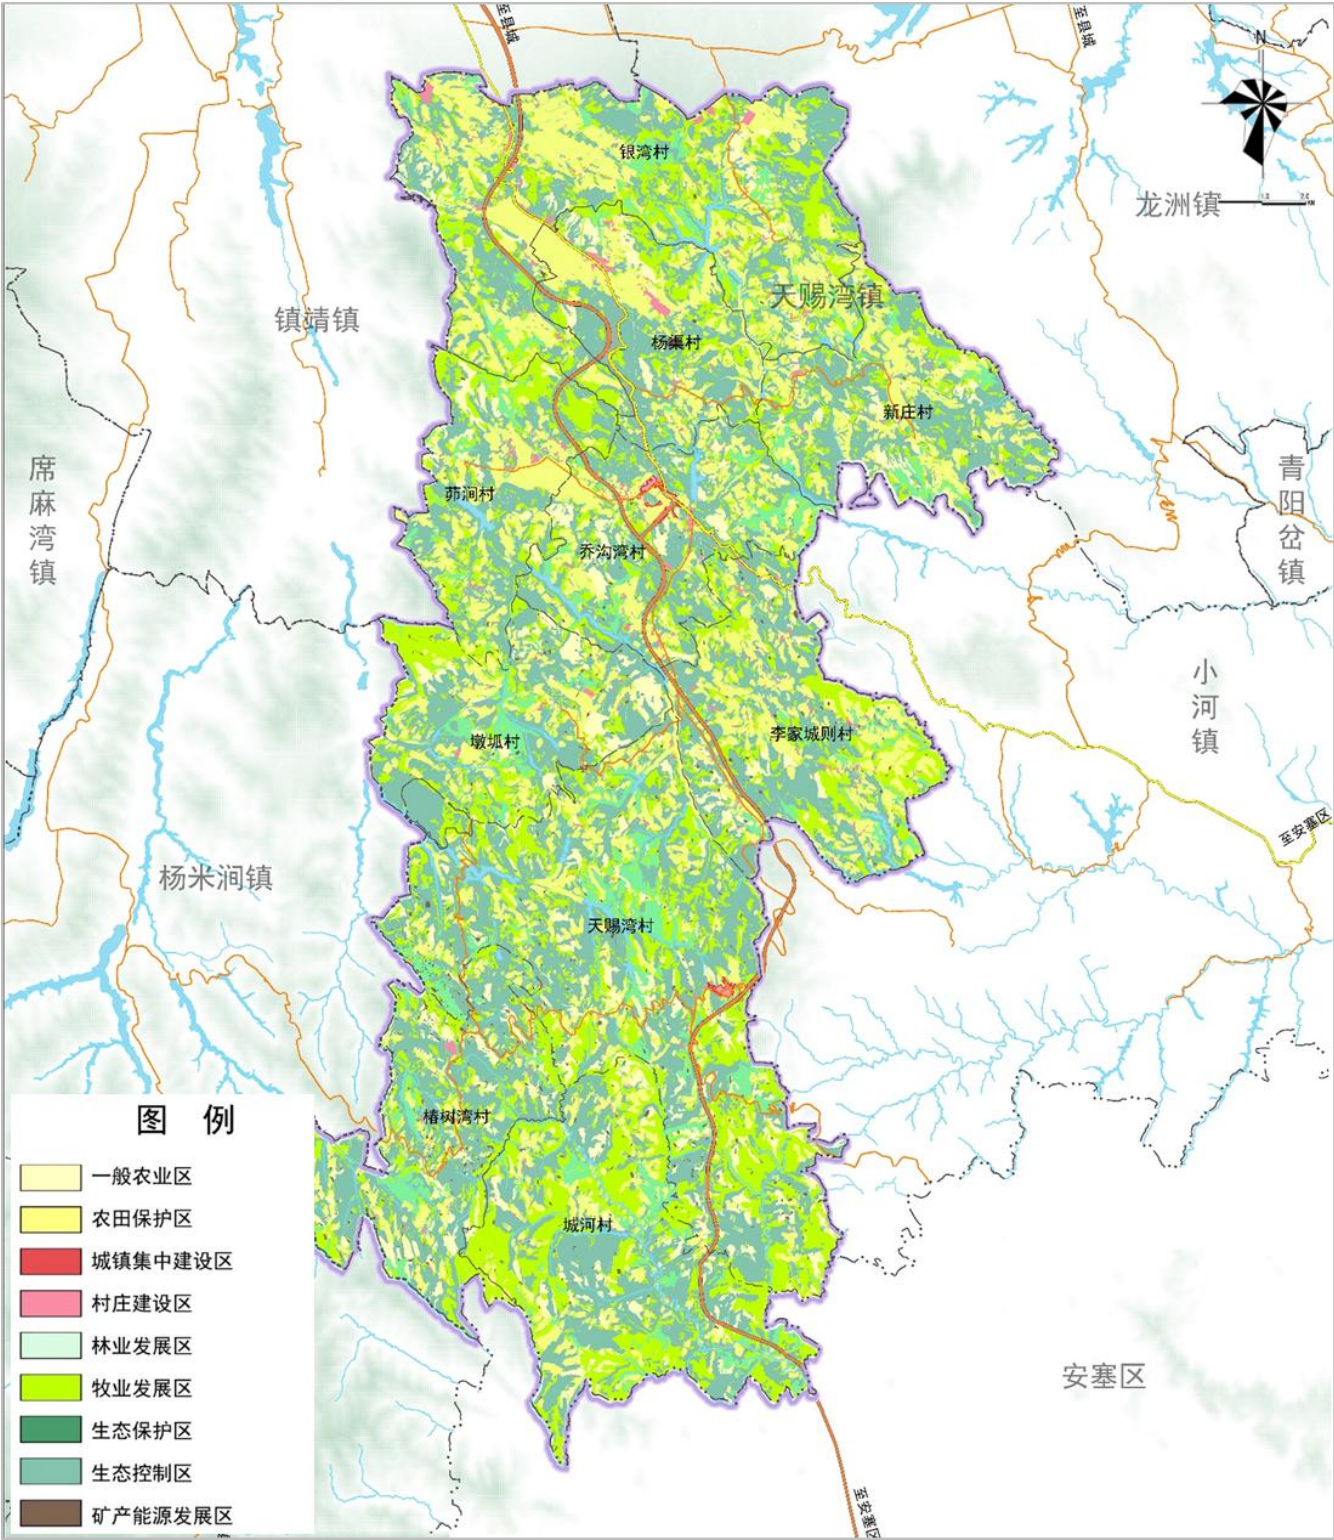 至县城
至县城
N
银湾村
龙洲镇
天赐湾镇
镇靖镇
杨渠村
新庄村
席麻湾镇
茆涧村
青阳岔镇
乔沟湾村
小河镇
墩坬村
李家城则村
至安塞区
杨米涧镇
天赐湾村
椿树湾村
城河村
安塞区
至安塞区
图 例
一般农业区
农田保护区
城镇集中建设区
村庄建设区
林业发展区
牧业发展区
生态保护区
生态控制区
矿产能源发展区